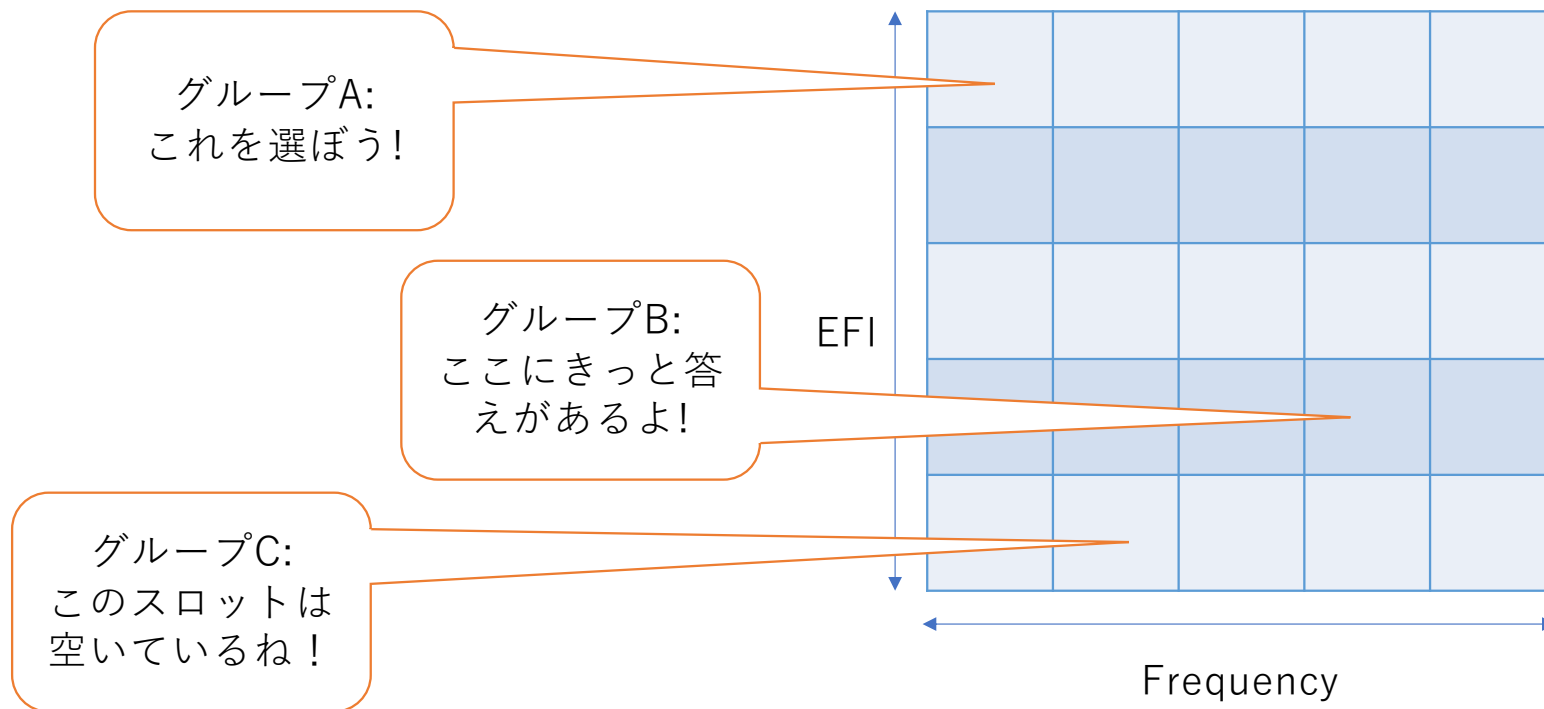 グループA:
これを選ぼう!
グループB:
ここにきっと答
えがあるよ!
EFI
グループC:
このスロットは
空いているね！
Frequency